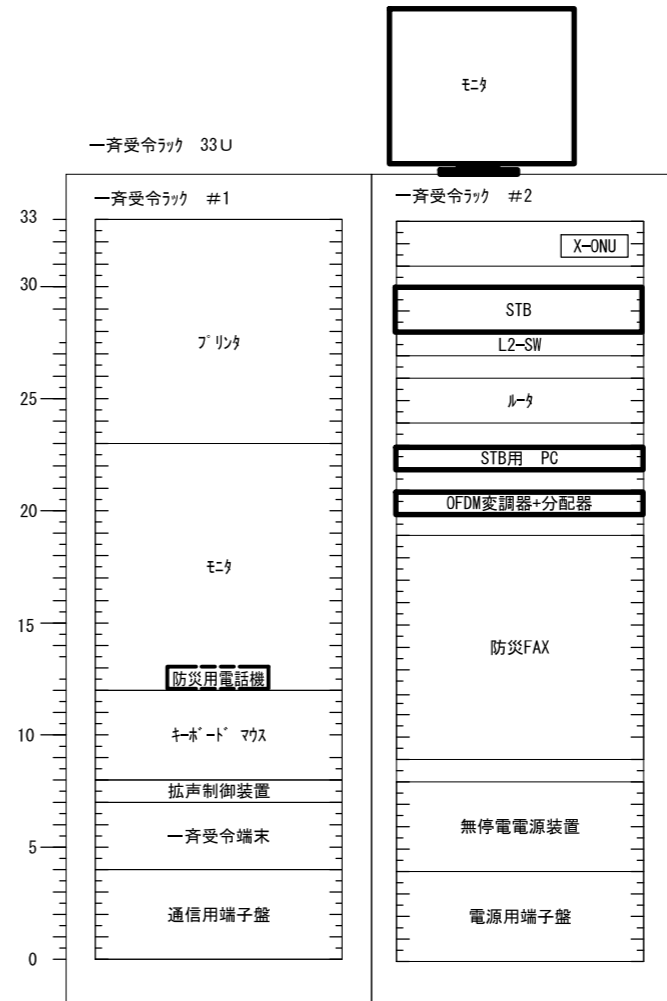 モニタ
一斉受令ラック 33U
一斉受令ラック #1
一斉受令ラック #2
33
30
25
20
15
10
5
0
プリンタ
モニタ
防災用電話機
キーボード マウス
拡声制御装置
一斉受令端末
通信用端子盤
X-ONU
STB
L2-SW
ルータ
STB用 PC
OFDM変調器+分配器
防災FAX
無停電電源装置
電源用端子盤